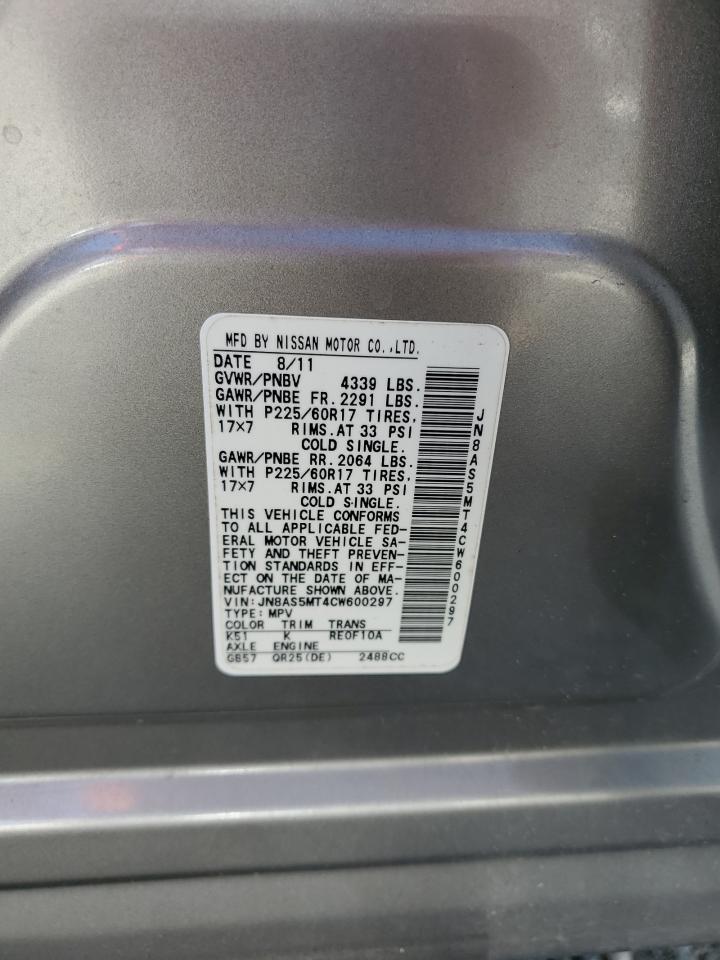 MFD BY NISSAN MOTOR CO.,LTD.
DATE 8/11
GVWR/PNBV 4339 LBS.
GAWR/PNBE FR. 2291 LBS.
WITH P225/60R17 TIRES,
17×7 RIMS.AT 33 PSI
COLD SINGLE.
GAWR/PNBE RR. 2064 LBS.
WITH P225/60R17 TIRES,
17×7 RIMS.AT 33 PSI
COLD SINGLE.
THIS VEHICLE CONFORMS
TO ALL APPLICABLE FED-
ERAL MOTOR VEHICLE SA-
FETY AND THEFT PREVEN-
TION STANDARDS IN EFF-
ECT ON THE DATE OF MA-
NUFACTURE SHOWN ABOVE.
VIN: JN8AS5MT4CW600297
TYPE: MPV
COLOR TRIM TRANS
K51 K RE0F10A
AXLE ENGINE
GB57 QR25(DE) 2488CC
JN8AS5MT4CW600297